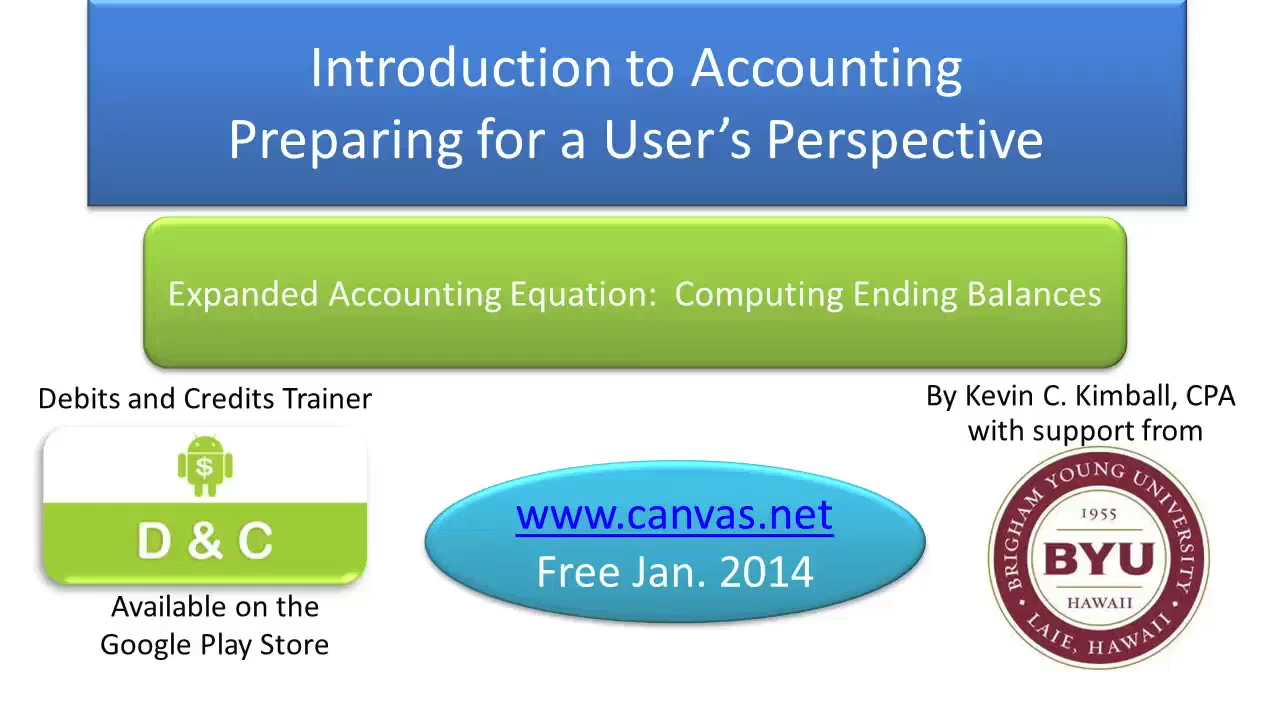 Introduction to Accounting
Preparing for a User’s Perspective
Expanded Accounting Equation:  Computing Ending Balances
Debits and Credits Trainer
$
D & C
Available on the
Google Play Store
www.canvas.net
Free Jan. 2014
By Kevin C. Kimball, CPA
with support from
BRIGHAM YOUNG UNIVERSITY
1955
BYU
HAWAII
• LAIE, HAWAII •